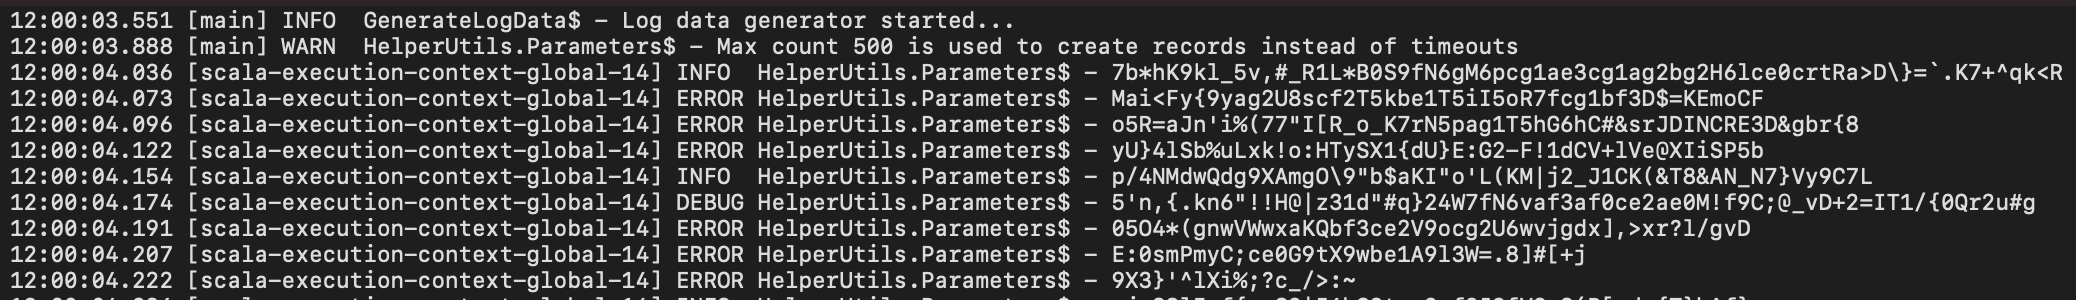 12:00:03.551 [main] INFO  GenerateLogData$ - Log data generator started...
12:00:03.888 [main] WARN  HelperUtils.Parameters$ - Max count 500 is used to create records instead of timeouts
12:00:04.036 [scala-execution-context-global-14] INFO  HelperUtils.Parameters$ - 7b*hK9kl_5v,#_R1L*B0S9fN6gM6pcg1ae3cg1ag2bg2H6lce0crtRa>D\}=`.K7+^qk<R
12:00:04.073 [scala-execution-context-global-14] ERROR HelperUtils.Parameters$ - Mai<Fy{9yag2U8scf2T5kbe1T5iI5oR7fcg1bf3D$=KEmoCF
12:00:04.096 [scala-execution-context-global-14] ERROR HelperUtils.Parameters$ - o5R=aJn'i%(77"I[R_o_K7rN5pag1T5hG6hC#&srJDINCRE3D&gbr{8
12:00:04.122 [scala-execution-context-global-14] ERROR HelperUtils.Parameters$ - yU}4lSb%uLxk!o:HTySX1{dU}E:G2-F!1dCV+lVe@XIiSP5b
12:00:04.154 [scala-execution-context-global-14] INFO  HelperUtils.Parameters$ - p/4NMdwQdg9XAmgO\9"b$aKI"o'L(KM|j2_J1CK(&T8&AN_N7}Vy9C7L
12:00:04.174 [scala-execution-context-global-14] DEBUG HelperUtils.Parameters$ - 5'n,{.kn6"!!H@|z31d"#q}24W7fN6vaf3af0ce2ae0M!f9C;@_vD+2=IT1/{0Qr2u#g
12:00:04.191 [scala-execution-context-global-14] ERROR HelperUtils.Parameters$ - 05O4*(gnwVWwxaKQbf3ce2V9ocg2U6wvjgdx],>xr?l/gvD
12:00:04.207 [scala-execution-context-global-14] ERROR HelperUtils.Parameters$ - E:0smPmyC;ce0G9tX9wbe1A9l3W=.8]#[+j
12:00:04.222 [scala-execution-context-global-14] ERROR HelperUtils.Parameters$ - 9X3}'^lXi%;?c_/>:~